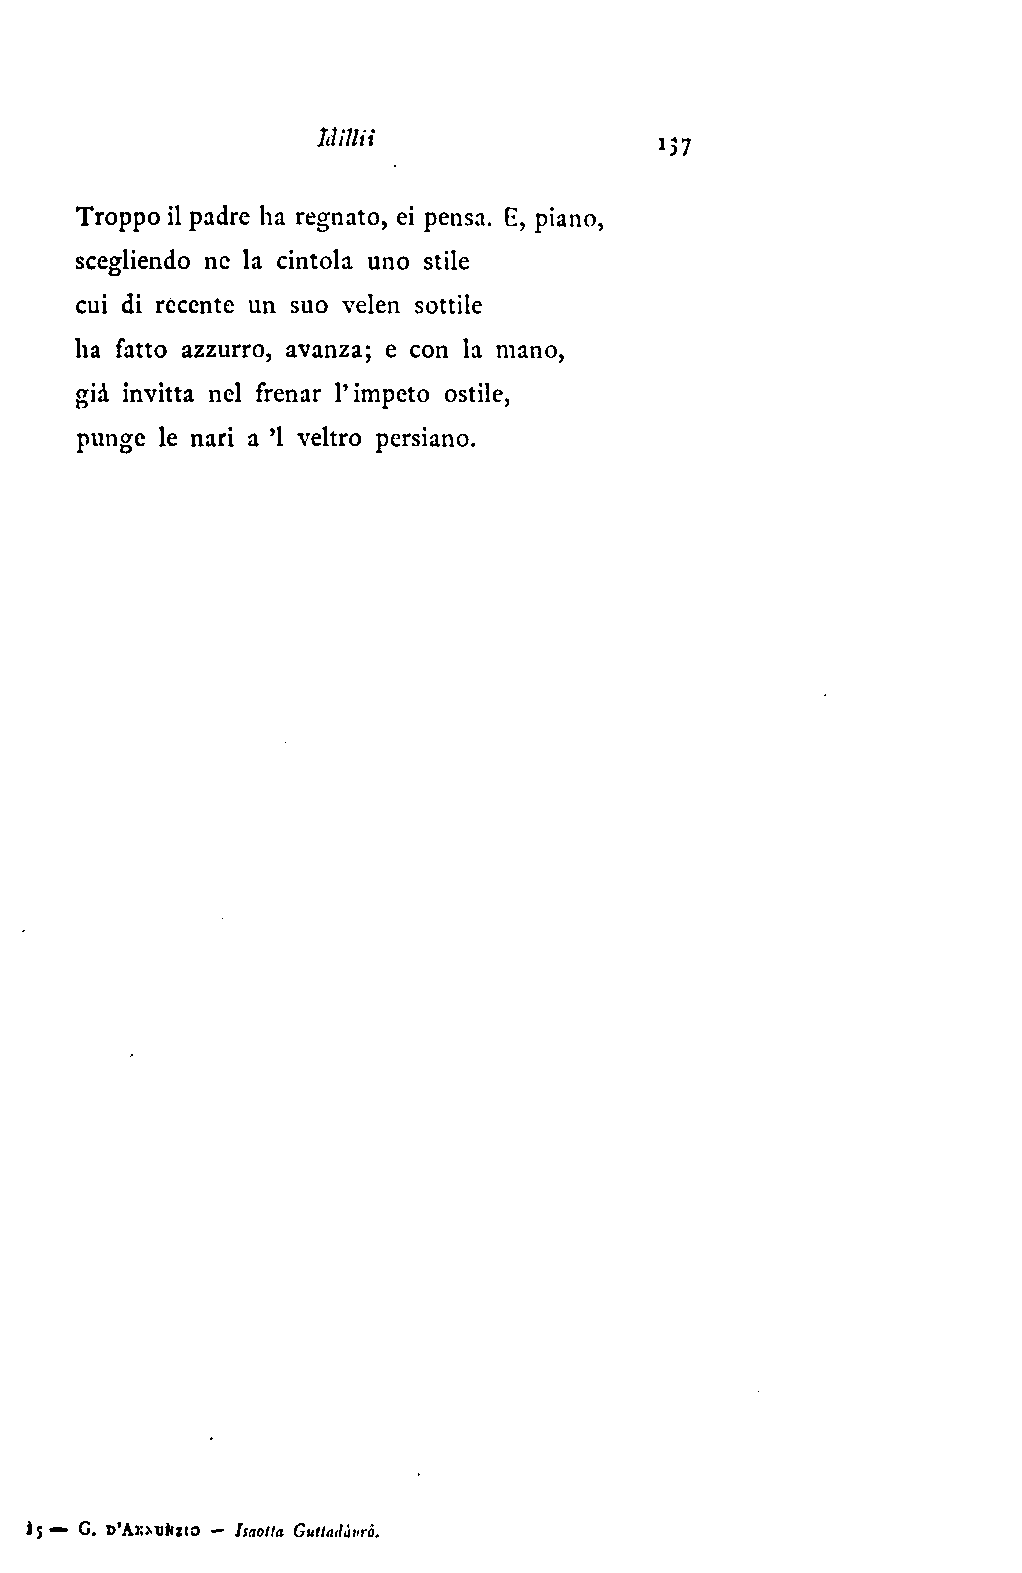 Idillii 137
Troppo il padre ha regnato, ei pensa. E, piano,
scegliendo ne la cintola uno stile
cui di recente un suo velen sottile
ha fatto azzurro, avanza; e con la mano,
già invitta nel frenar l'impeto ostile,
punge le nari a 'l veltro persiano.
15 — G. D'ANNUNZIO — Isaotta Guttadàuro.